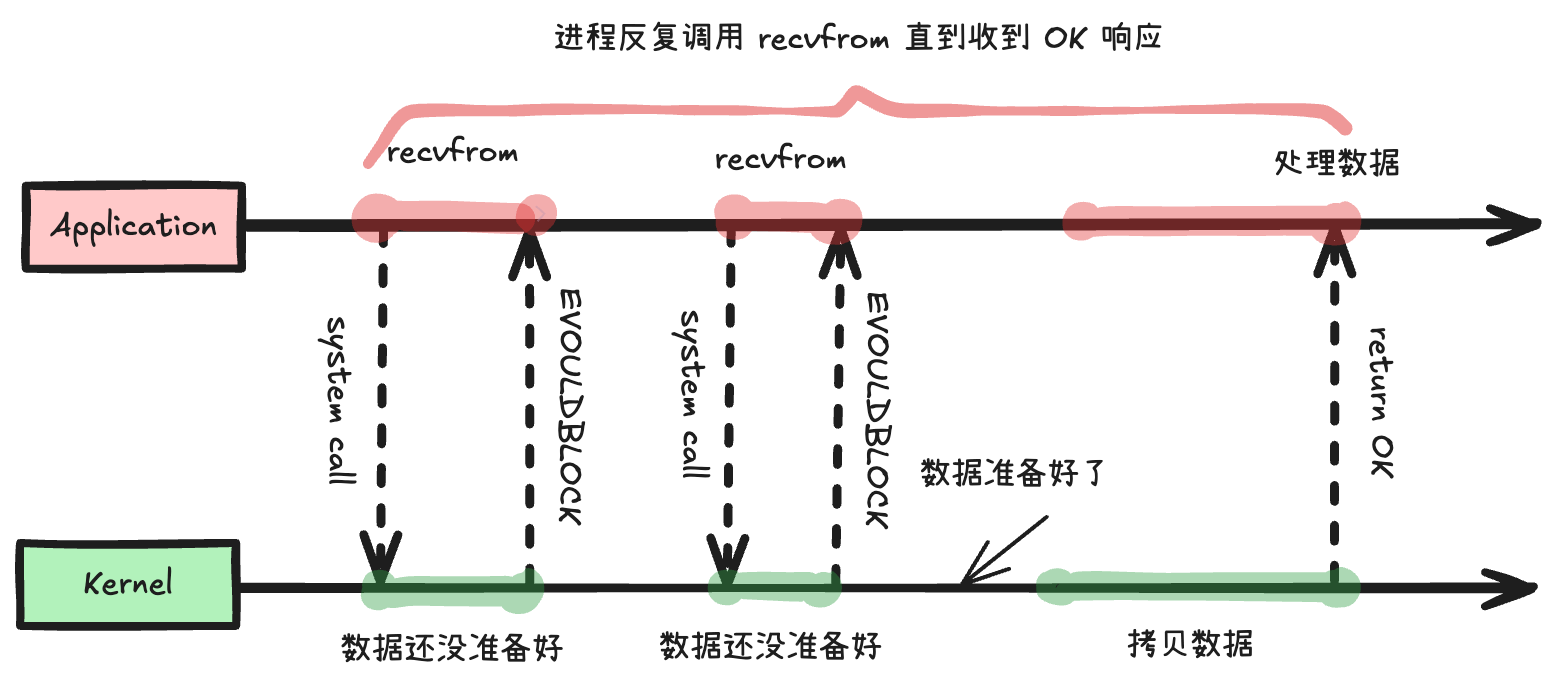 进程反复调用 recvfrom 直到收到 OK 响应
recvfrom
recvfrom
处理数据
Application
system call
EVOULDBLOCK
system call
EVOULDBLOCK
return OK
数据准备好了
Kernel
数据还没准备好
数据还没准备好
拷贝数据